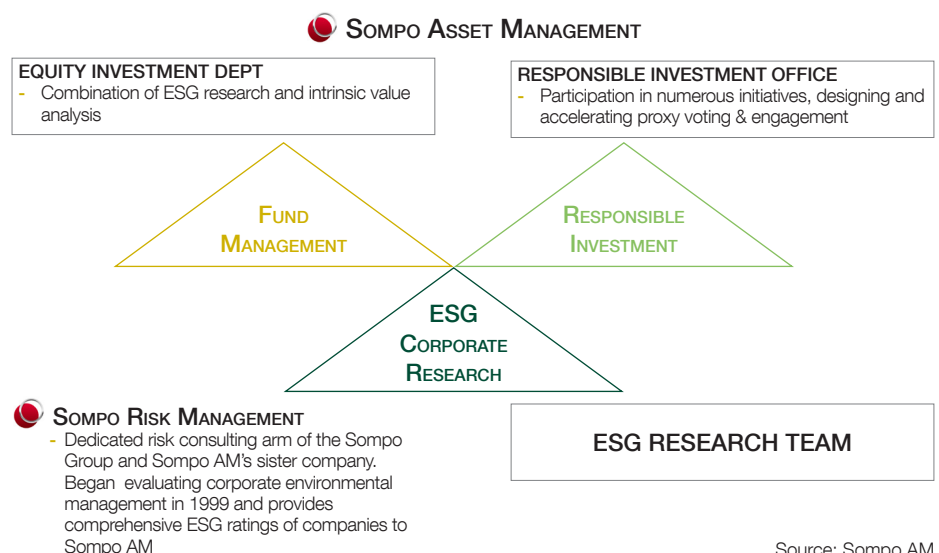 Sompo Asset Management
EQUITY INVESTMENT DEPT
- Combination of ESG research and intrinsic value
analysis
RESPONSIBLE INVESTMENT OFFICE
- Participation in numerous initiatives, designing and
accelerating proxy voting & engagement
Fund
Management
Responsible
Investment
ESG
Corporate
Research
Sompo Risk Management
- Dedicated risk consulting arm of the Sompo
Group and Sompo AM's sister company.
Began evaluating corporate environmental
management in 1999 and provides
comprehensive ESG ratings of companies to
Sompo AM
ESG RESEARCH TEAM
Source: Sompo AM